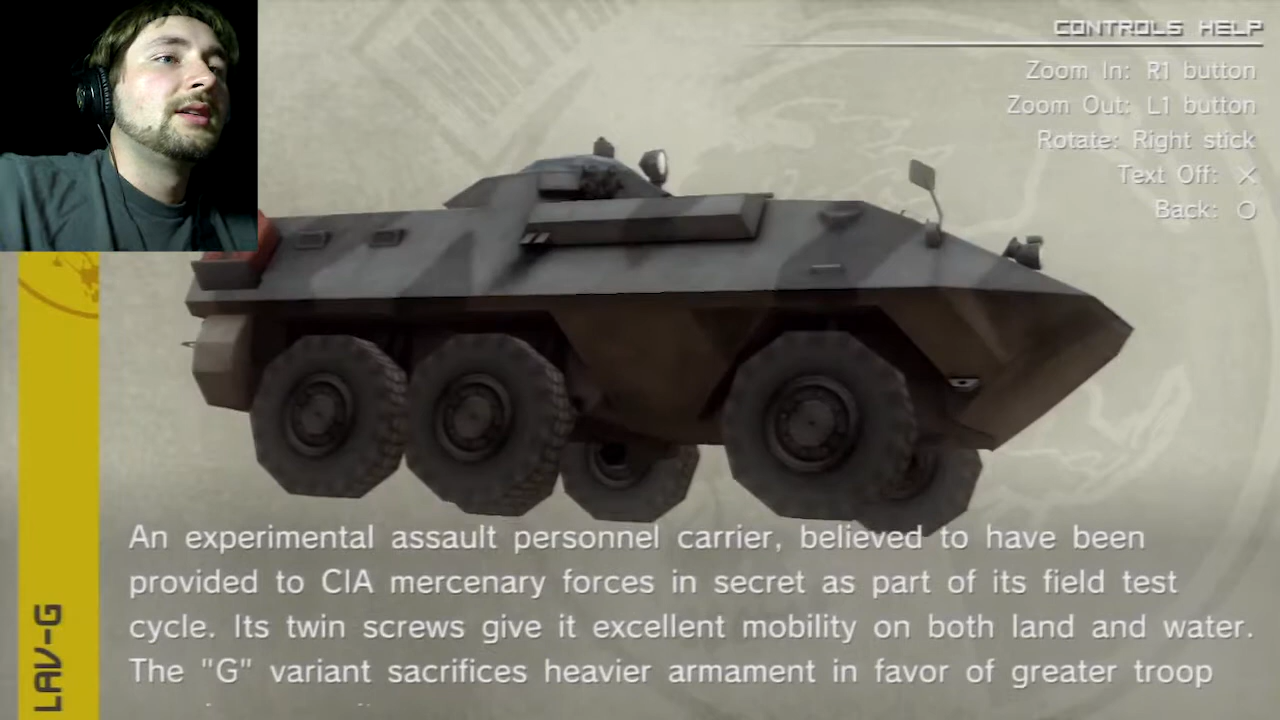 CONTROLS HELP
Zoom In: R1 button
Zoom Out: L1 button
Rotate: Right stick
Text Off: ✕
Back: ○
An experimental assault personnel carrier, believed to have been
provided to CIA mercenary forces in secret as part of its field test
cycle. Its twin screws give it excellent mobility on both land and water.
The "G" variant sacrifices heavier armament in favor of greater troop
LAV-G